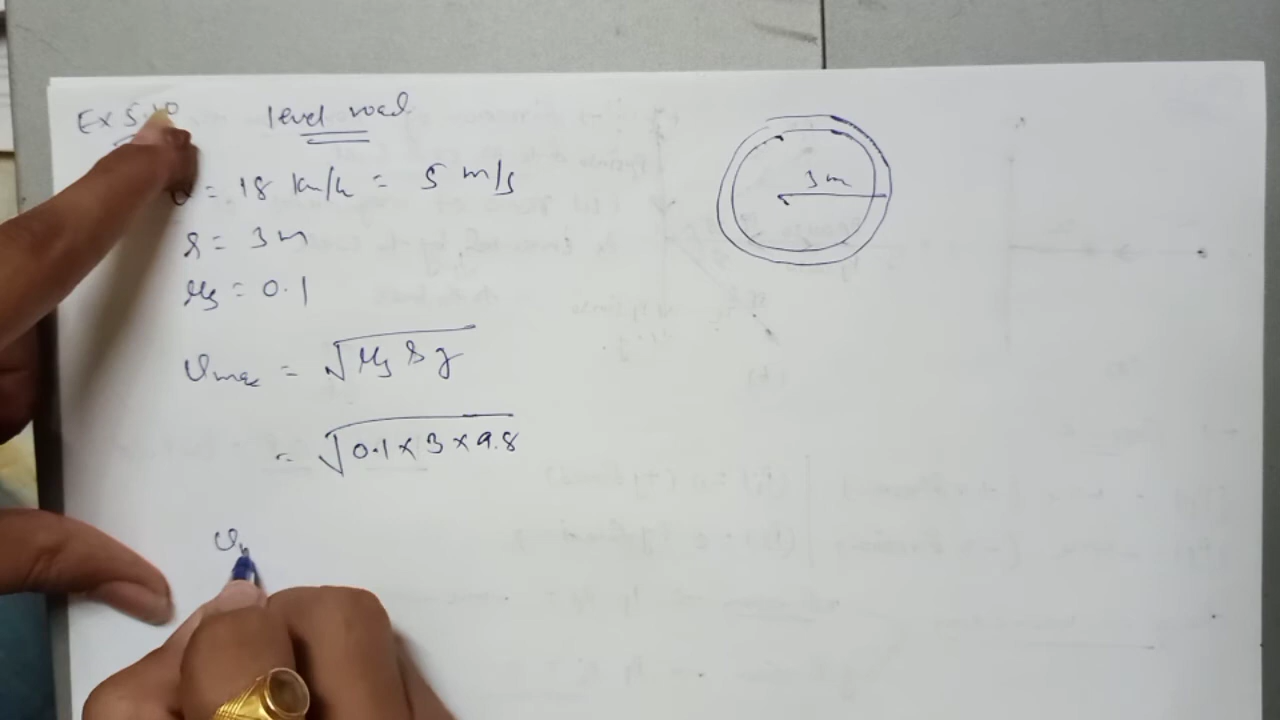 Ex 5.10 level road
v = 18 km/h = 5 m/s
r = 3 m
μs = 0.1
vmax = √μs r g
= √0.1 × 3 × 9.8
v
3 m